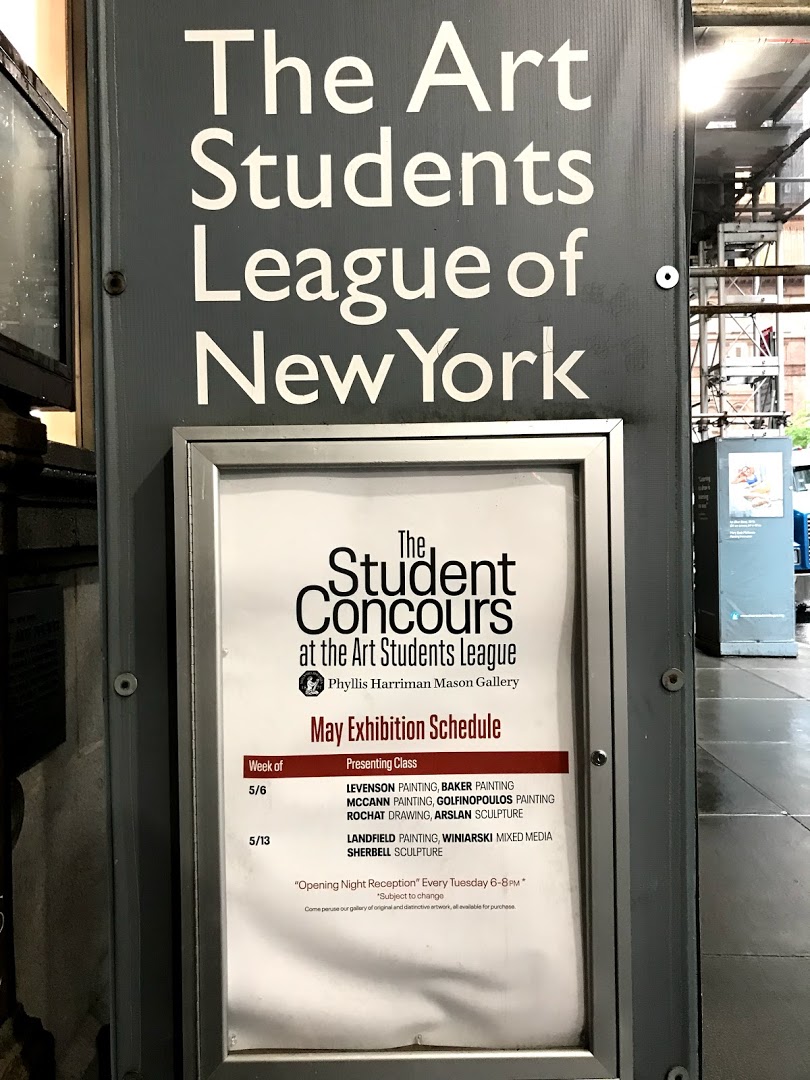 The Art
Students
League of
New York
The
Student
Concours
at the Art Students League
Phyllis Harriman Mason Gallery
May Exhibition Schedule
Week of Presenting Class
5/6 LEVENSON PAINTING, BAKER PAINTING
MCCANN PAINTING, GOLFINOPOULOS PAINTING
ROCHAT DRAWING, ARSLAN SCULPTURE
5/13 LANDFIELD PAINTING, WINIARSKI MIXED MEDIA
SHERBELL SCULPTURE
"Opening Night Reception" Every Tuesday 6-8 PM *
*Subject to change
Come peruse our gallery of original and distinctive artwork, all available for purchase.